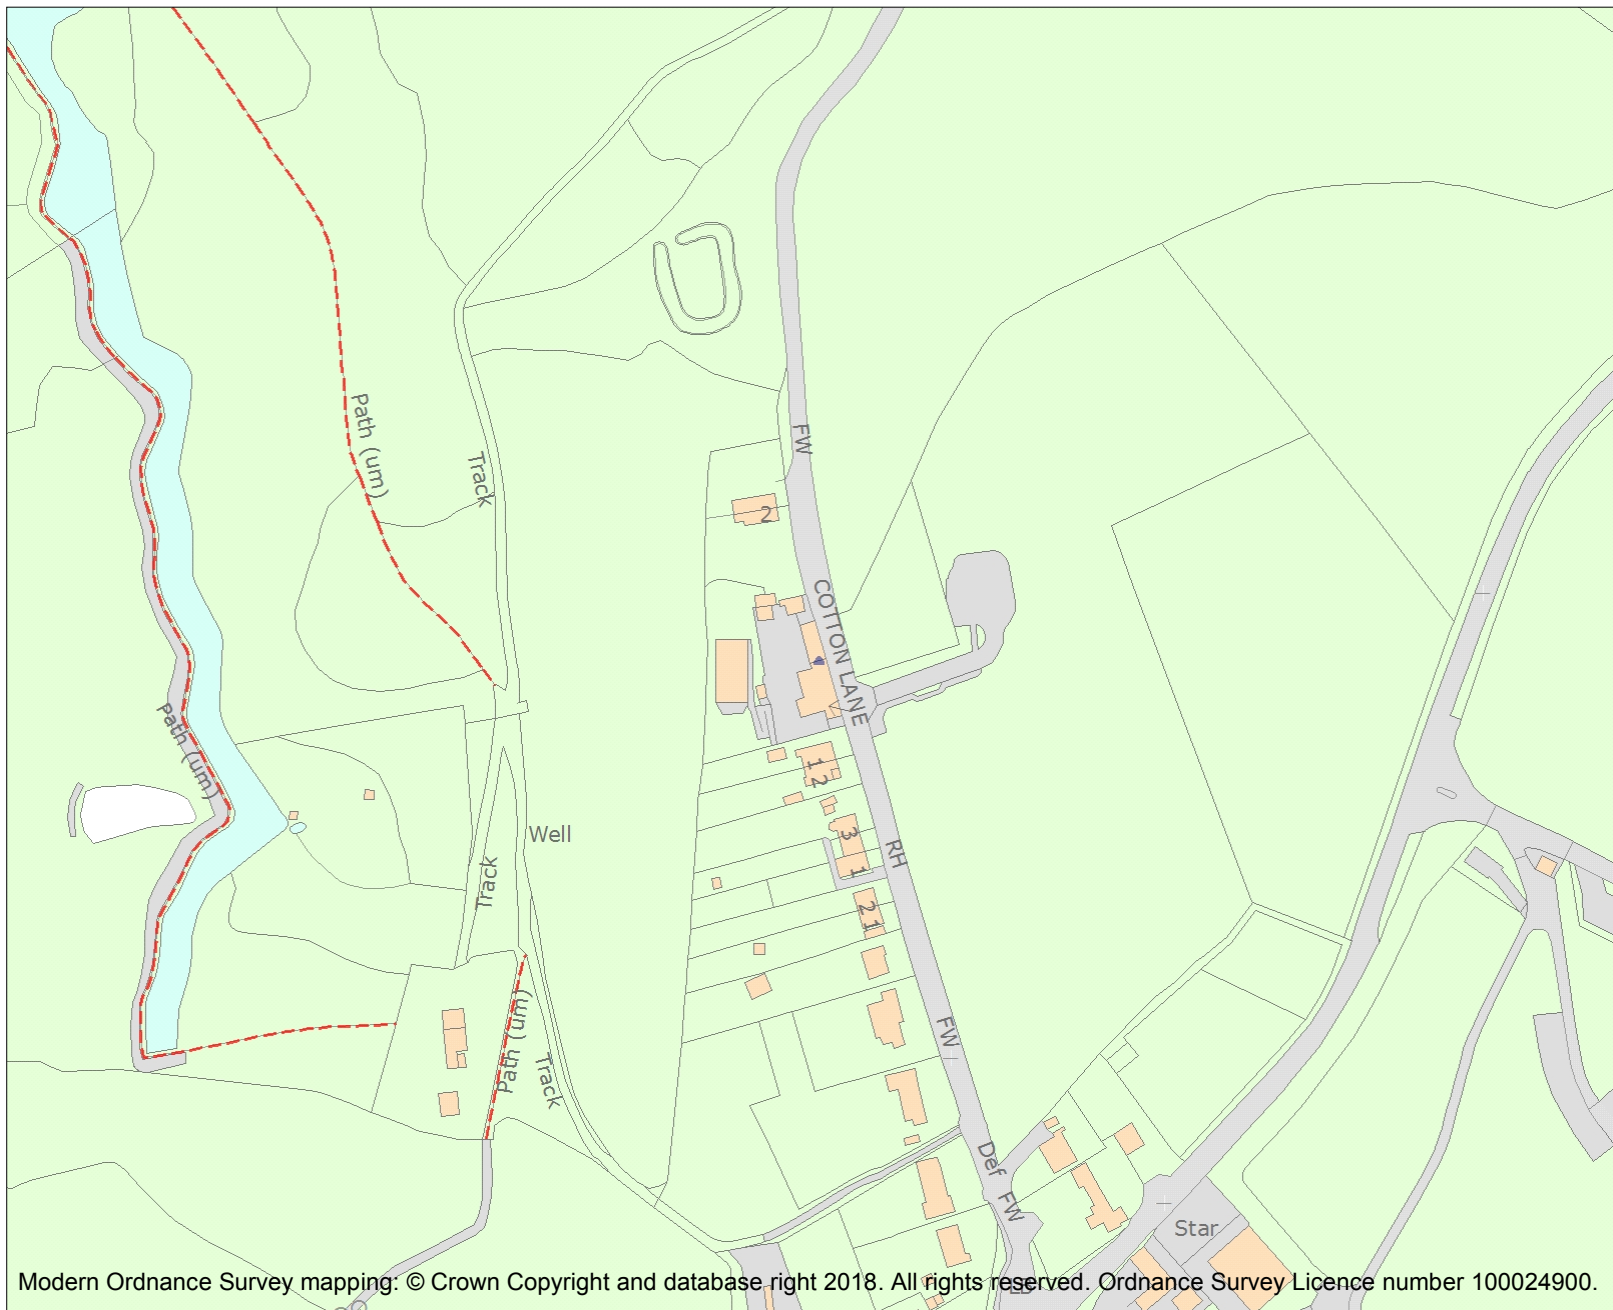 Path (um)
Track
FW
2
COTTON LANE
Path (um)
1
2
Well
3
RH
1
Track
2
1
Path (um)
FW
Track
Def
FW
Star
LB
Modern Ordnance Survey mapping: © Crown Copyright and database right 2018. All rights reserved. Ordnance Survey Licence number 100024900.